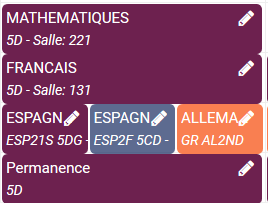 MATHEMATIQUES
5D - Salle: 221
FRANCAIS
5D - Salle: 131
ESPAGN
ESP21S 5DG -
ESPAGN
ESP2F 5CD -
ALLEMA
GR AL2ND
Permanence
5D